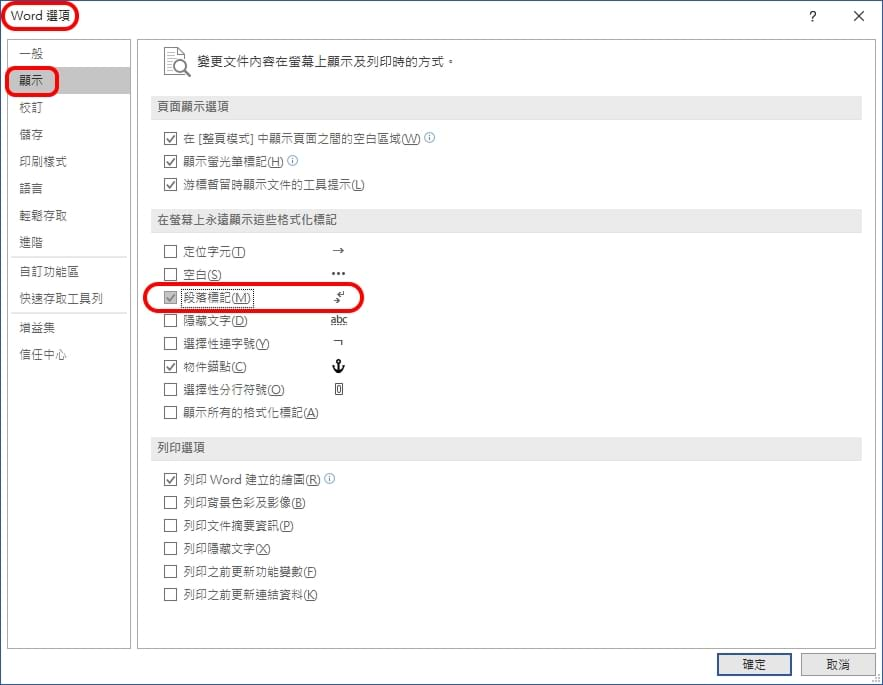 Word 選項
?
一般
顯示
校訂
儲存
印刷樣式
語言
輕鬆存取
進階
自訂功能區
快速存取工具列
增益集
信任中心
變更文件內容在螢幕上顯示及列印時的方式。
頁面顯示選項
在 [整頁模式] 中顯示頁面之間的空白區域(W)
顯示螢光筆標記(H)
游標暫留時顯示文件的工具提示(L)
在螢幕上永遠顯示這些格式化標記
定位字元(T) →
空白(S) •••
段落標記(M)
隱藏文字(D) abc
選擇性連字號(Y) ¬
物件錨點(C)
選擇性分行符號(O)
顯示所有的格式化標記(A)
列印選項
列印 Word 建立的繪圖(R)
列印背景色彩及影像(B)
列印文件摘要資訊(P)
列印隱藏文字(X)
列印之前更新功能變數(F)
列印之前更新連結資料(K)
確定
取消